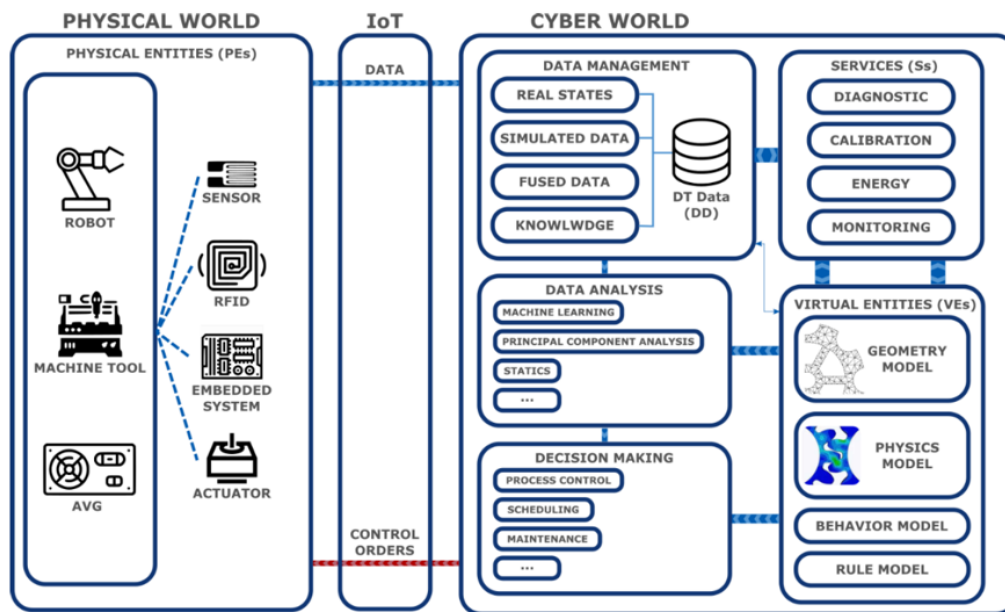 PHYSICAL WORLD
IoT
CYBER WORLD
PHYSICAL ENTITIES (PEs)
ROBOT
MACHINE TOOL
AVG
SENSOR
RFID
EMBEDDED
SYSTEM
ACTUATOR
DATA
CONTROL
ORDERS
DATA MANAGEMENT
REAL STATES
SIMULATED DATA
FUSED DATA
KNOWLWDGE
DT Data
(DD)
SERVICES (Ss)
DIAGNOSTIC
CALIBRATION
ENERGY
MONITORING
DATA ANALYSIS
MACHINE LEARNING
PRINCIPAL COMPONENT ANALYSIS
STATICS
...
VIRTUAL ENTITIES (VEs)
GEOMETRY
MODEL
PHYSICS
MODEL
BEHAVIOR MODEL
RULE MODEL
DECISION MAKING
PROCESS CONTROL
SCHEDULING
MAINTENANCE
...